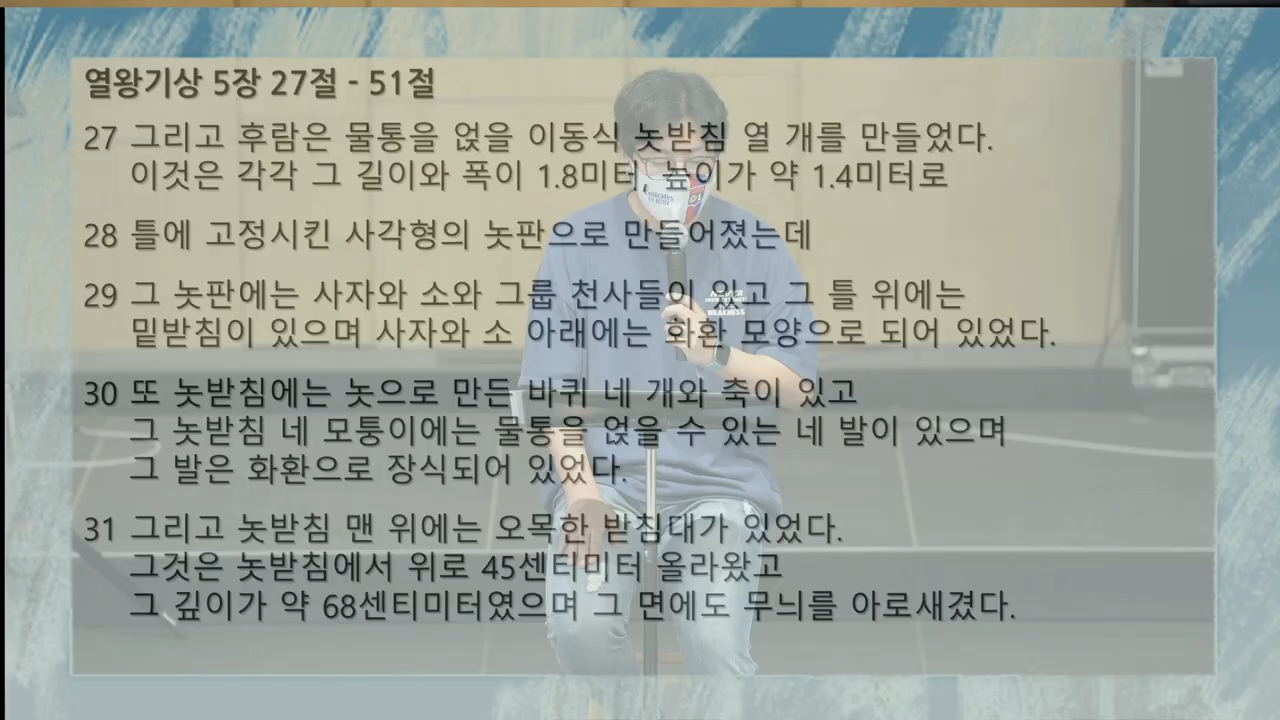 열왕기상 5장 27절 - 51절
27 그리고 후람은 물통을 얹을 이동식 놋받침 열 개를 만들었다.
이것은 각각 그 길이와 폭이 1.8미터 높이가 약 1.4미터로
28 틀에 고정시킨 사각형의 놋판으로 만들어졌는데
29 그 놋판에는 사자와 소와 그룹 천사들이 있고 그 틀 위에는
밑받침이 있으며 사자와 소 아래에는 화환 모양으로 되어 있었다.
30 또 놋받침에는 놋으로 만든 바퀴 네 개와 축이 있고
그 놋받침 네 모퉁이에는 물통을 얹을 수 있는 네 발이 있으며
그 발은 화환으로 장식되어 있었다.
31 그리고 놋받침 맨 위에는 오목한 받침대가 있었다.
그것은 놋받침에서 위로 45센티미터 올라왔고
그 깊이가 약 68센티미터였으며 그 면에도 무늬를 아로새겼다.
NEVER
WEAKNESS